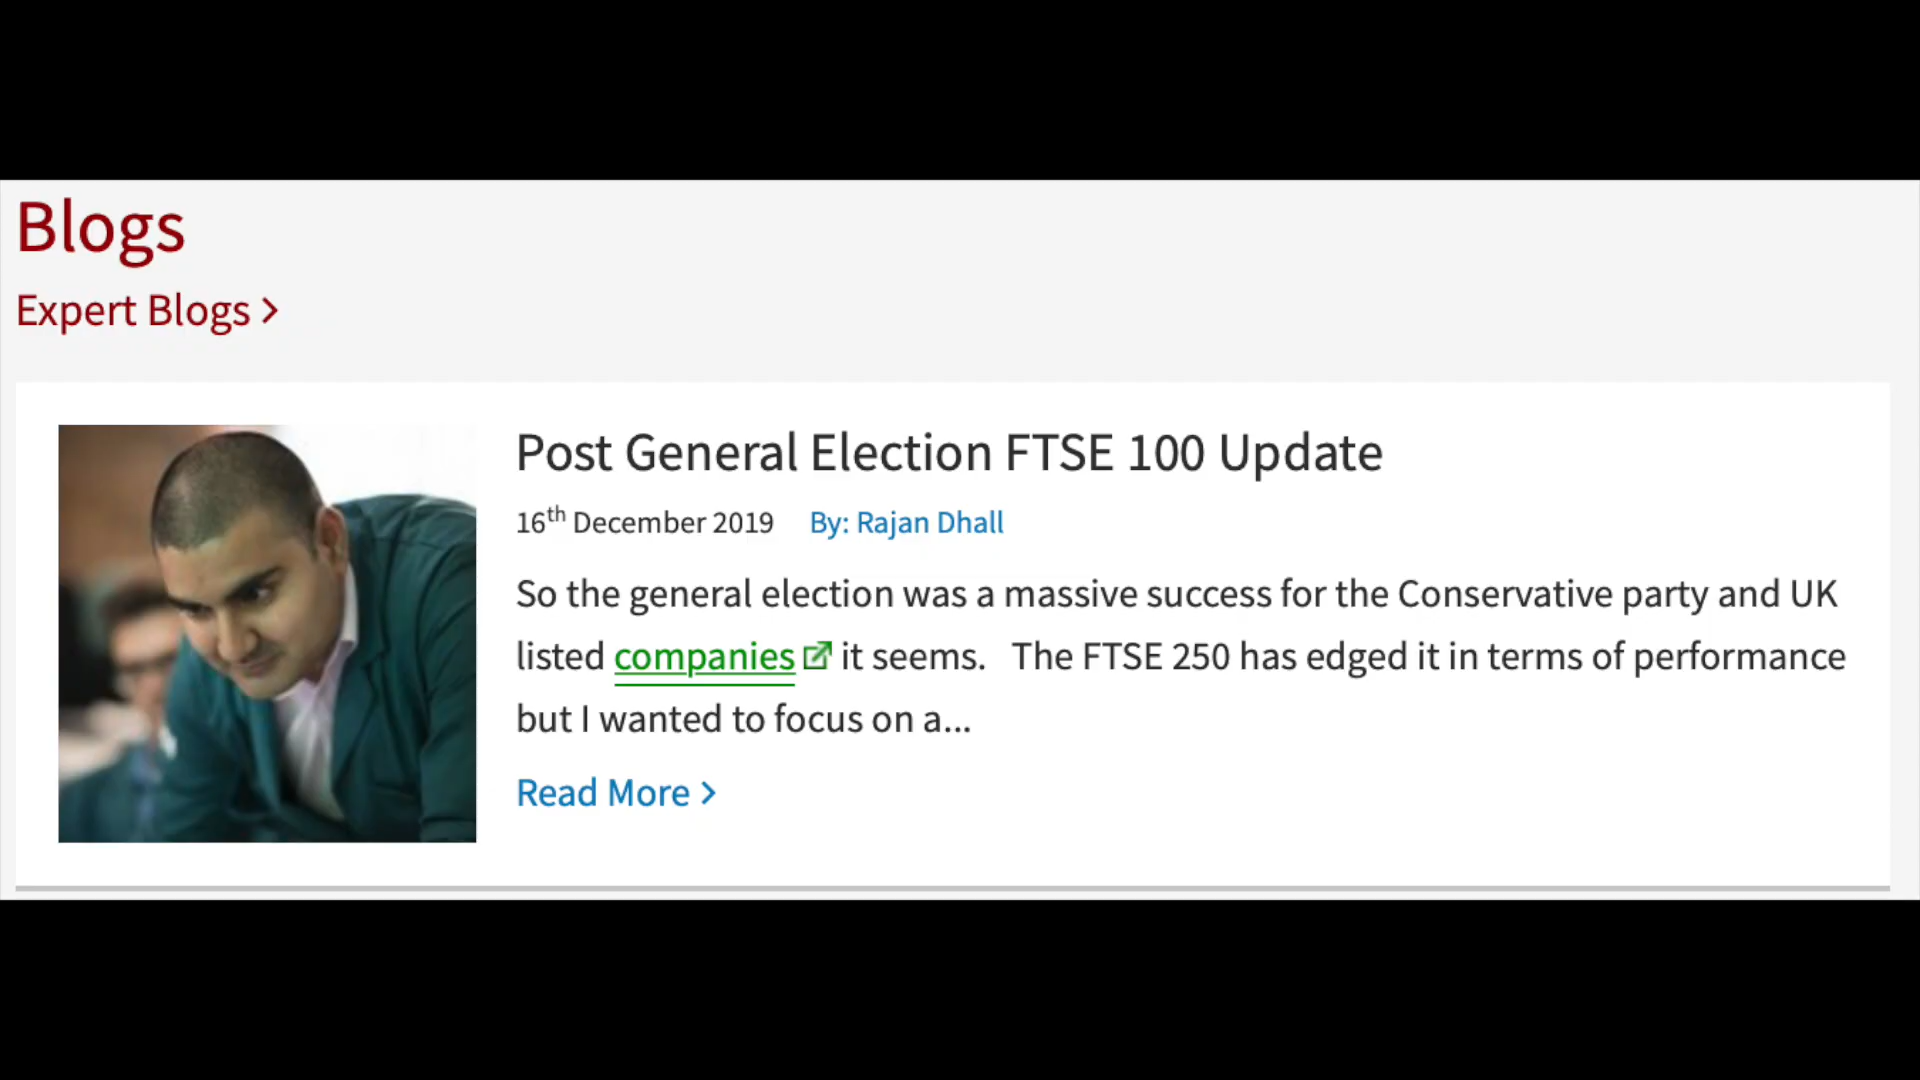 Blogs
Expert Blogs >
Post General Election FTSE 100 Update
16th December 2019 By: Rajan Dhall
So the general election was a massive success for the Conservative party and UK
listed companies it seems. The FTSE 250 has edged it in terms of performance
but I wanted to focus on a...
Read More >